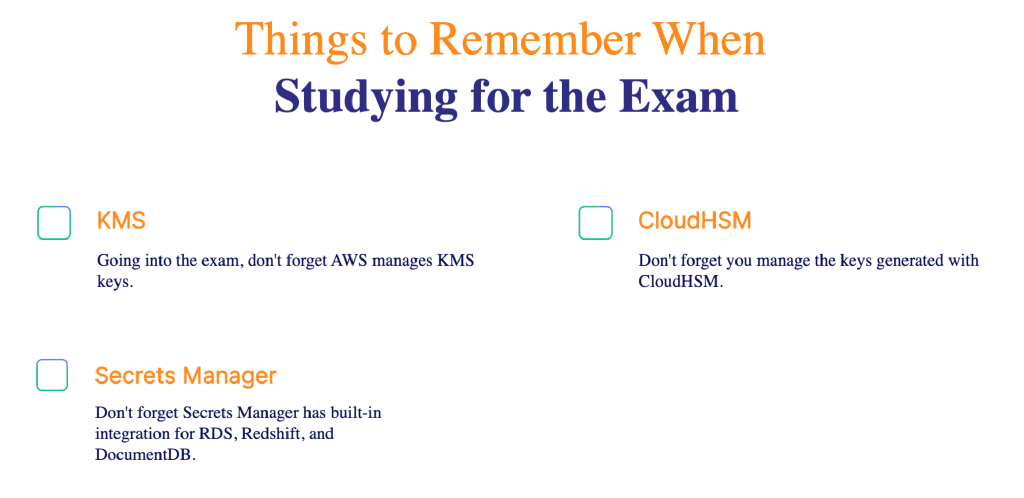 Things to Remember When
Studying for the Exam
KMS
Going into the exam, don't forget AWS manages KMS
keys.
CloudHSM
Don't forget you manage the keys generated with
CloudHSM.
Secrets Manager
Don't forget Secrets Manager has built-in
integration for RDS, Redshift, and
DocumentDB.